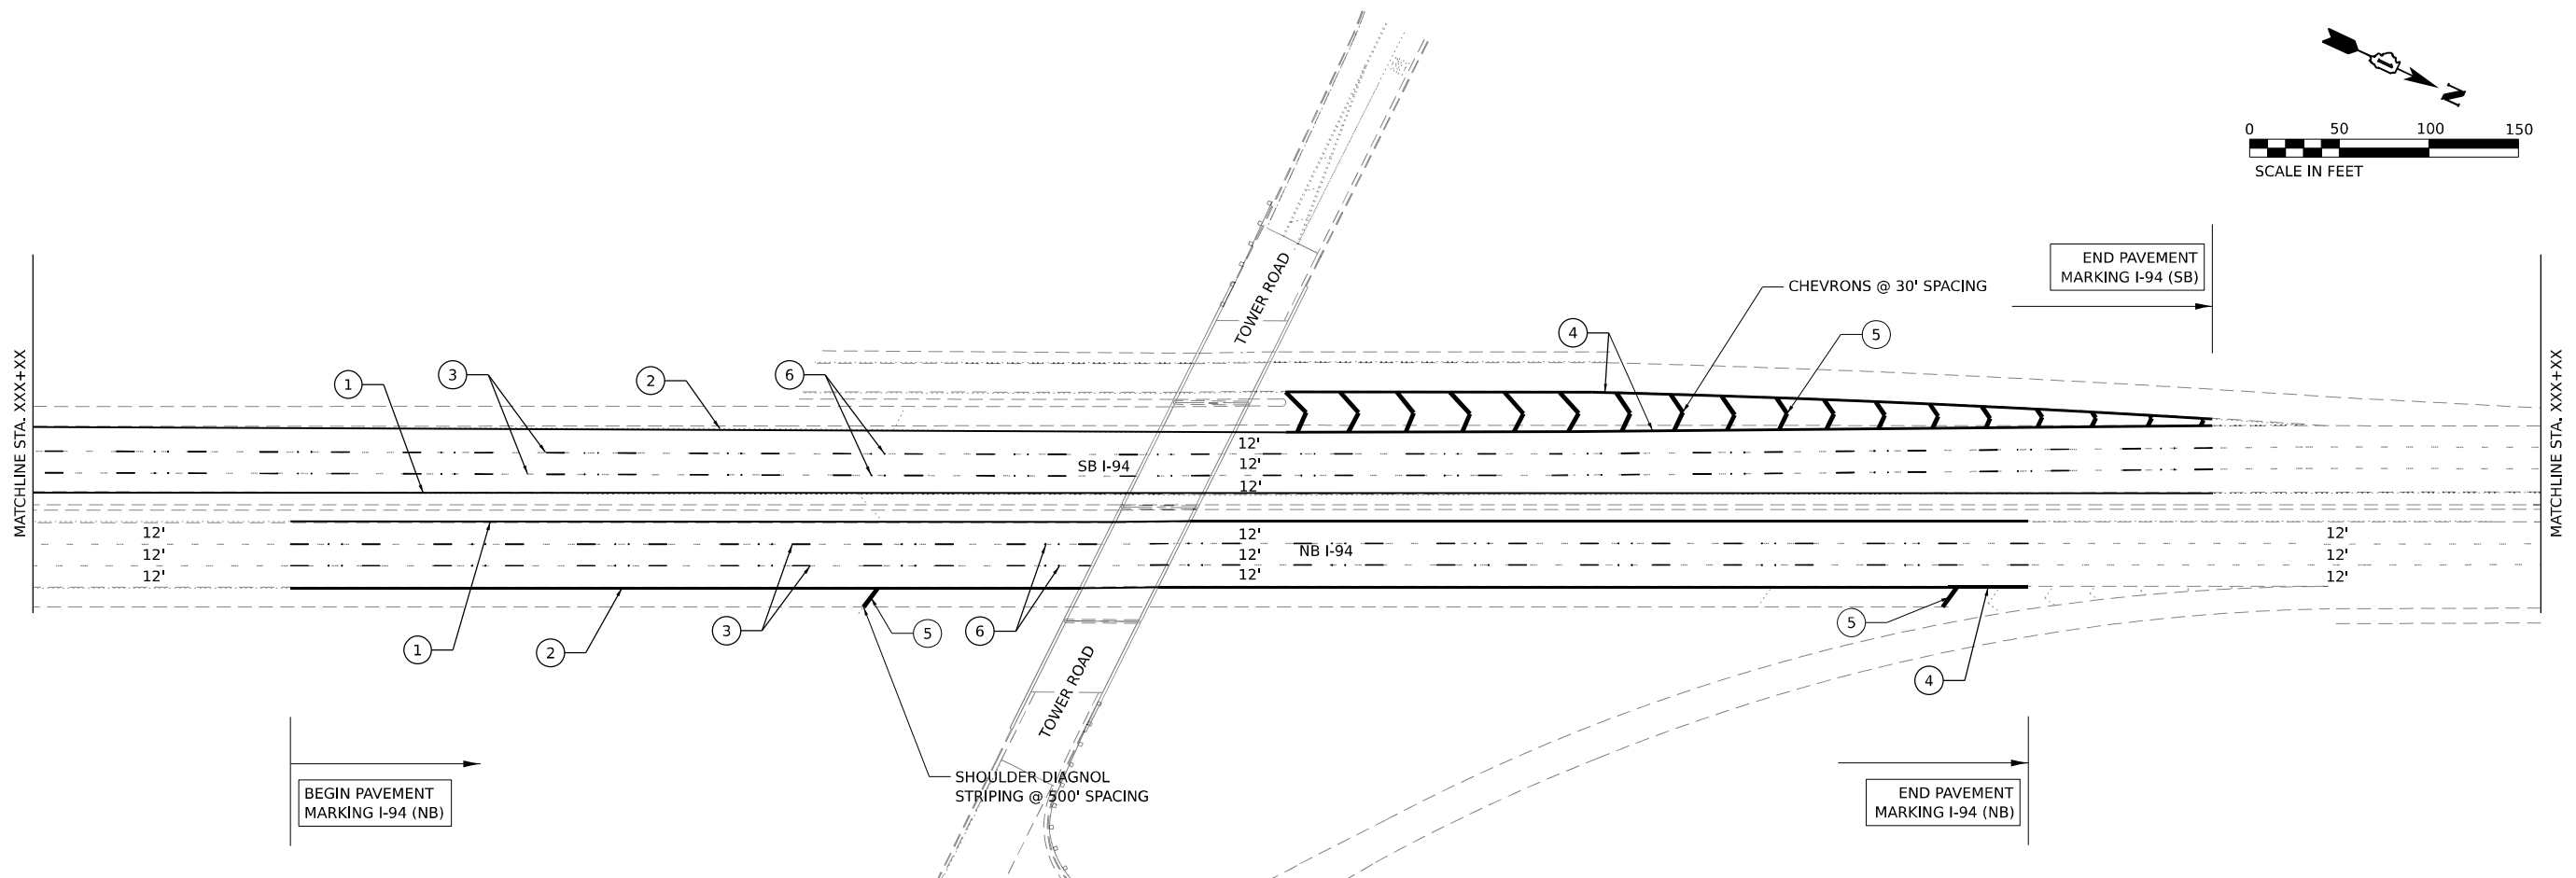 N
0 50 100 150
SCALE IN FEET
END PAVEMENT
MARKING I-94 (SB)
CHEVRONS @ 30' SPACING
TOWER ROAD
MATCHLINE STA. XXX+XX
MATCHLINE STA. XXX+XX
1
3
2
6
4
5
12'
12'
12'
SB I-94
12'
12'
12'
12'
12'
12'
NB I-94
12'
12'
12'
1
2
3
5
6
5
4
TOWER ROAD
SHOULDER DIAGNOL
STRIPING @ 500' SPACING
BEGIN PAVEMENT
MARKING I-94 (NB)
END PAVEMENT
MARKING I-94 (NB)